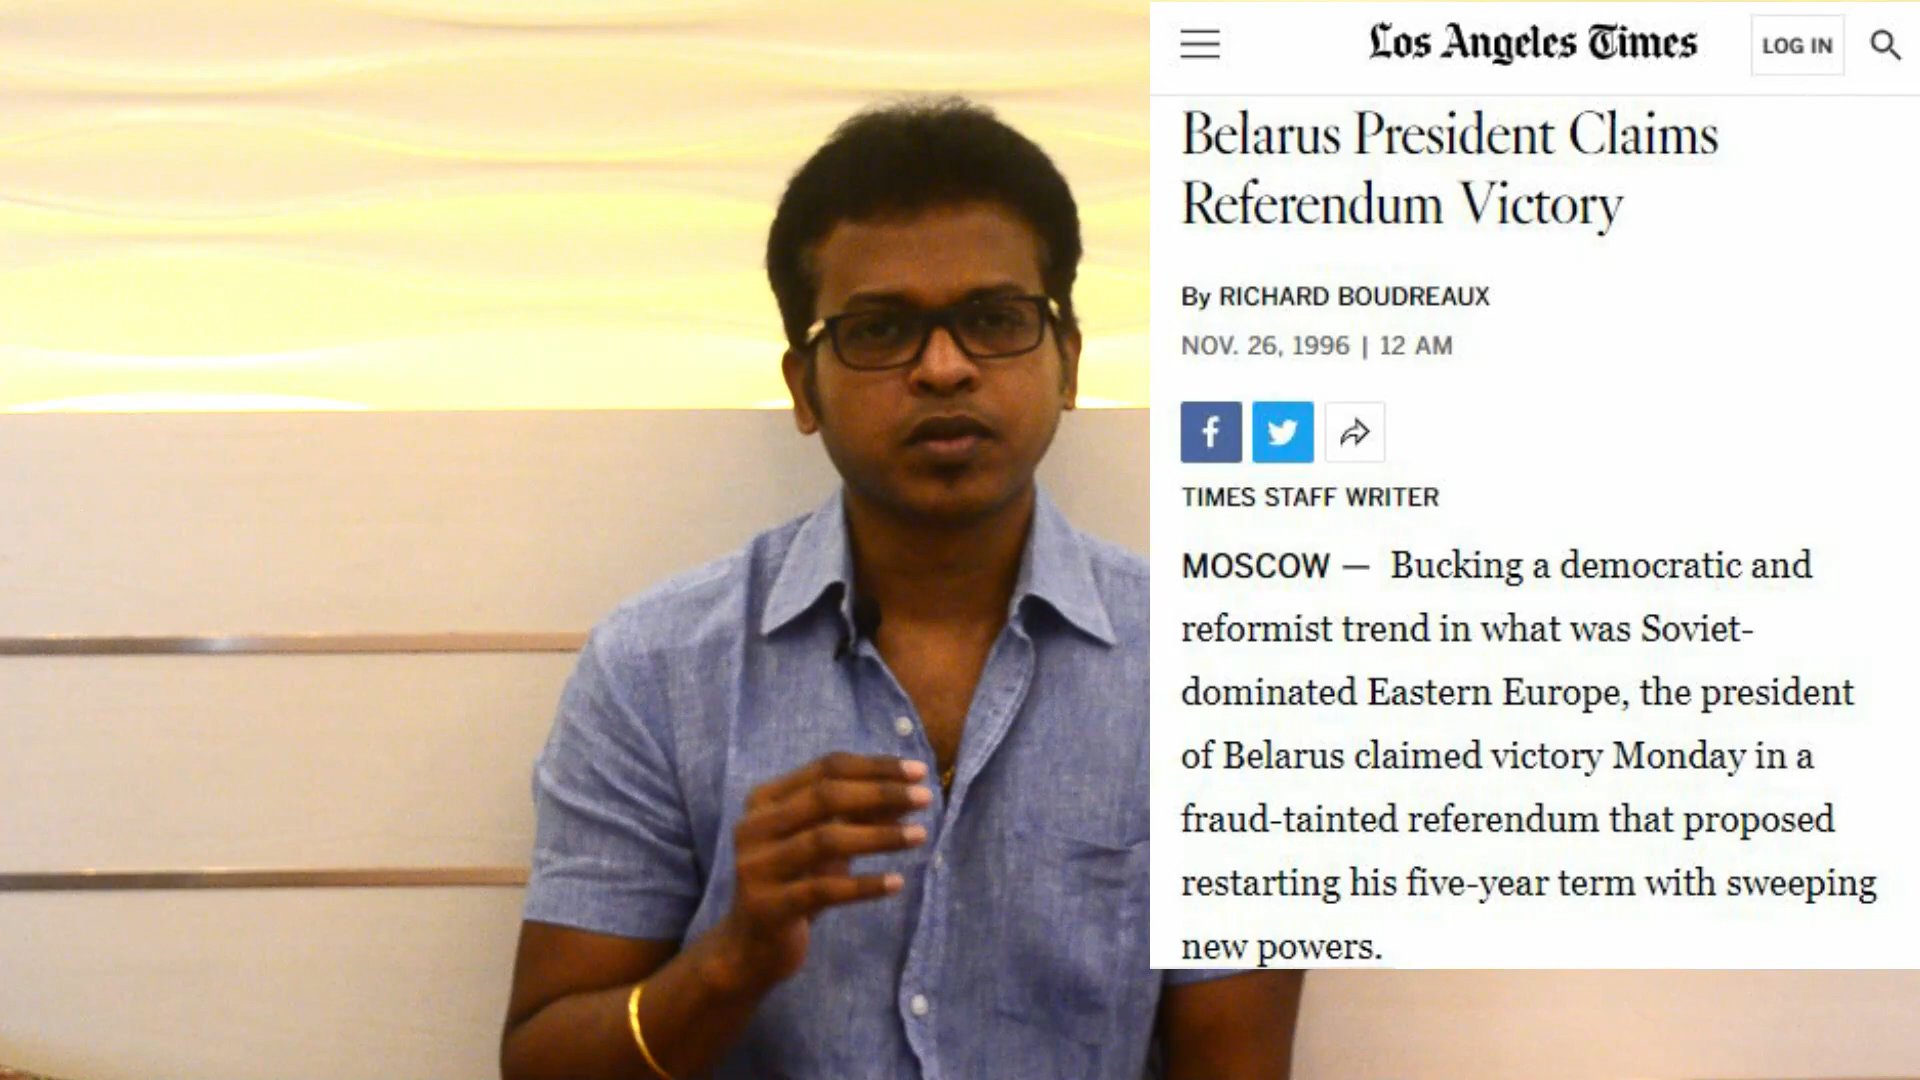 Los Angeles Times
LOG IN
Belarus President Claims
Referendum Victory
By RICHARD BOUDREAUX
NOV. 26, 1996 | 12 AM
TIMES STAFF WRITER
MOSCOW — Bucking a democratic and
reformist trend in what was Soviet-
dominated Eastern Europe, the president
of Belarus claimed victory Monday in a
fraud-tainted referendum that proposed
restarting his five-year term with sweeping
new powers.